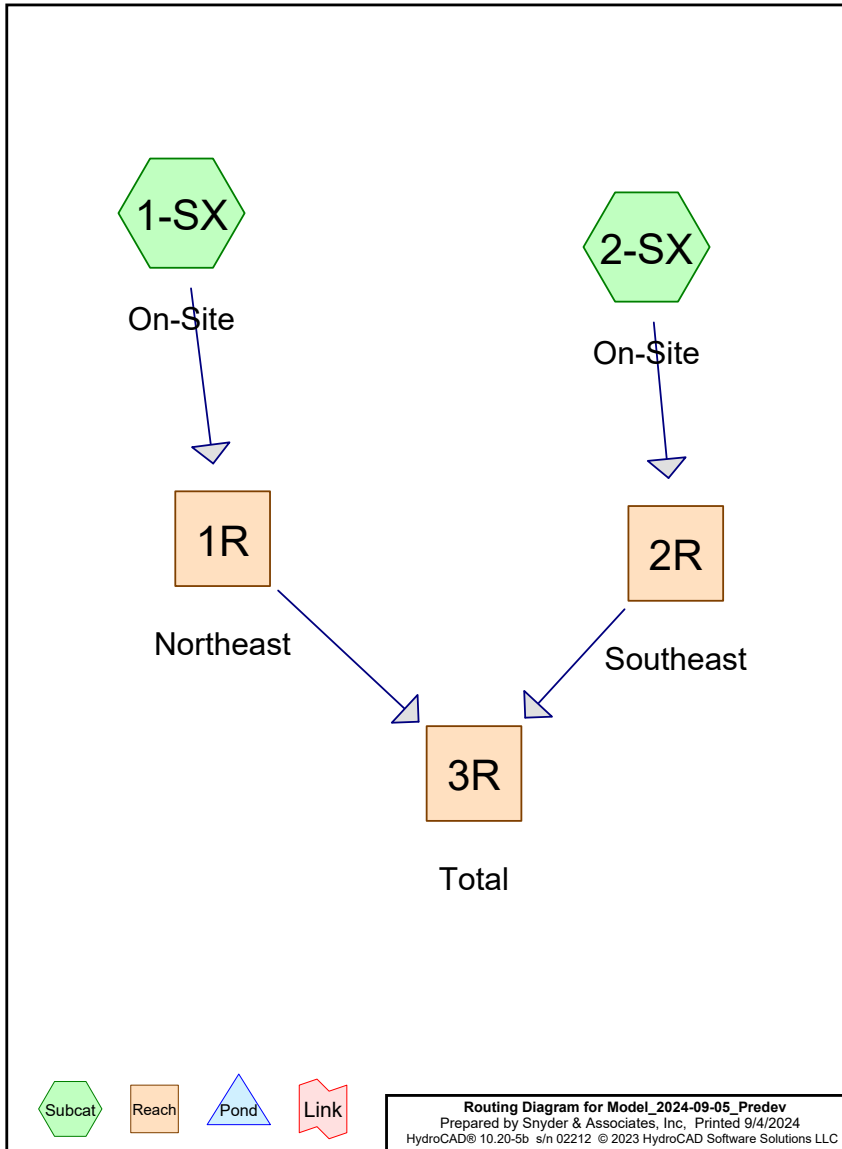 1-SX
On-Site
2-SX
On-Site
1R
Northeast
2R
Southeast
3R
Total
Subcat
Reach
Pond
Link
Routing Diagram for Model_2024-09-05_Predev
Prepared by Snyder & Associates, Inc, Printed 9/4/2024
HydroCAD® 10.20-5b s/n 02212 © 2023 HydroCAD Software Solutions LLC